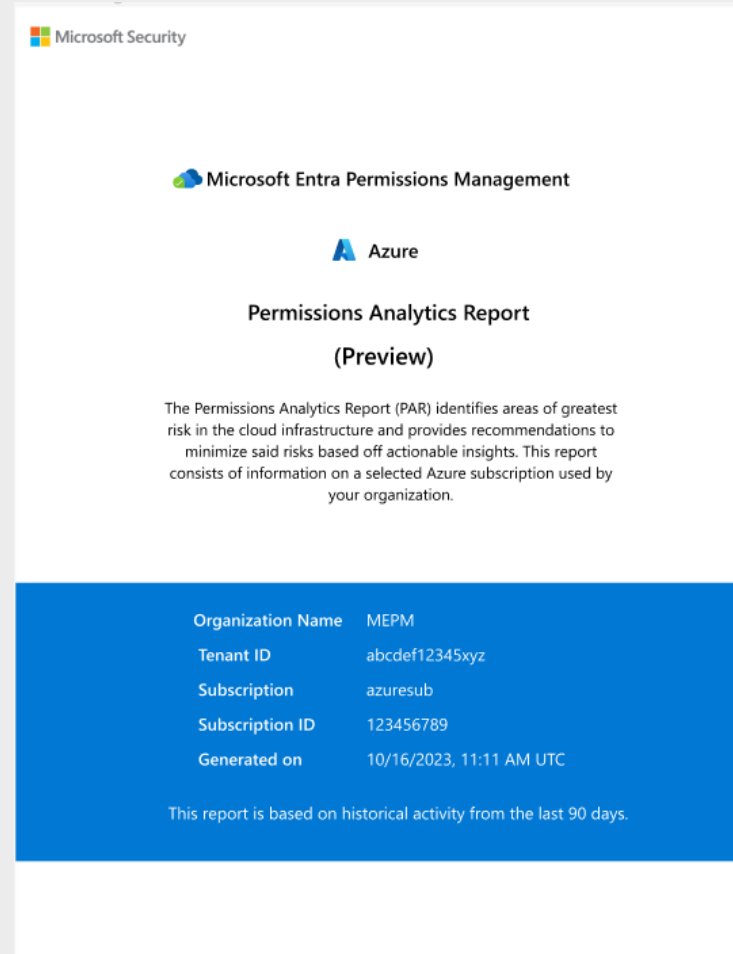 Microsoft Security
Microsoft Entra Permissions Management
Azure
Permissions Analytics Report
(Preview)
The Permissions Analytics Report (PAR) identifies areas of greatest
risk in the cloud infrastructure and provides recommendations to
minimize said risks based off actionable insights. This report
consists of information on a selected Azure subscription used by
your organization.
Organization Name MEPM
Tenant ID abcdef12345xyz
Subscription azuresub
Subscription ID 123456789
Generated on 10/16/2023, 11:11 AM UTC
This report is based on historical activity from the last 90 days.